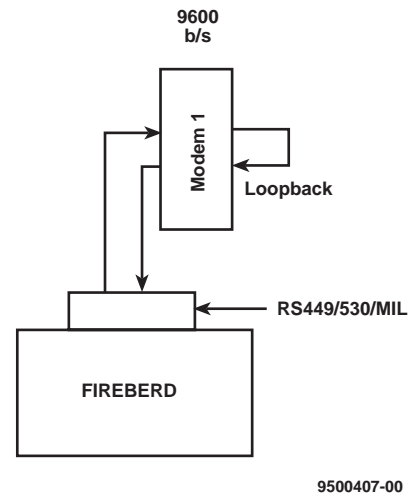 9600
b/s
Modem 1
Loopback
RS449/530/MIL
FIREBERD
9500407-00